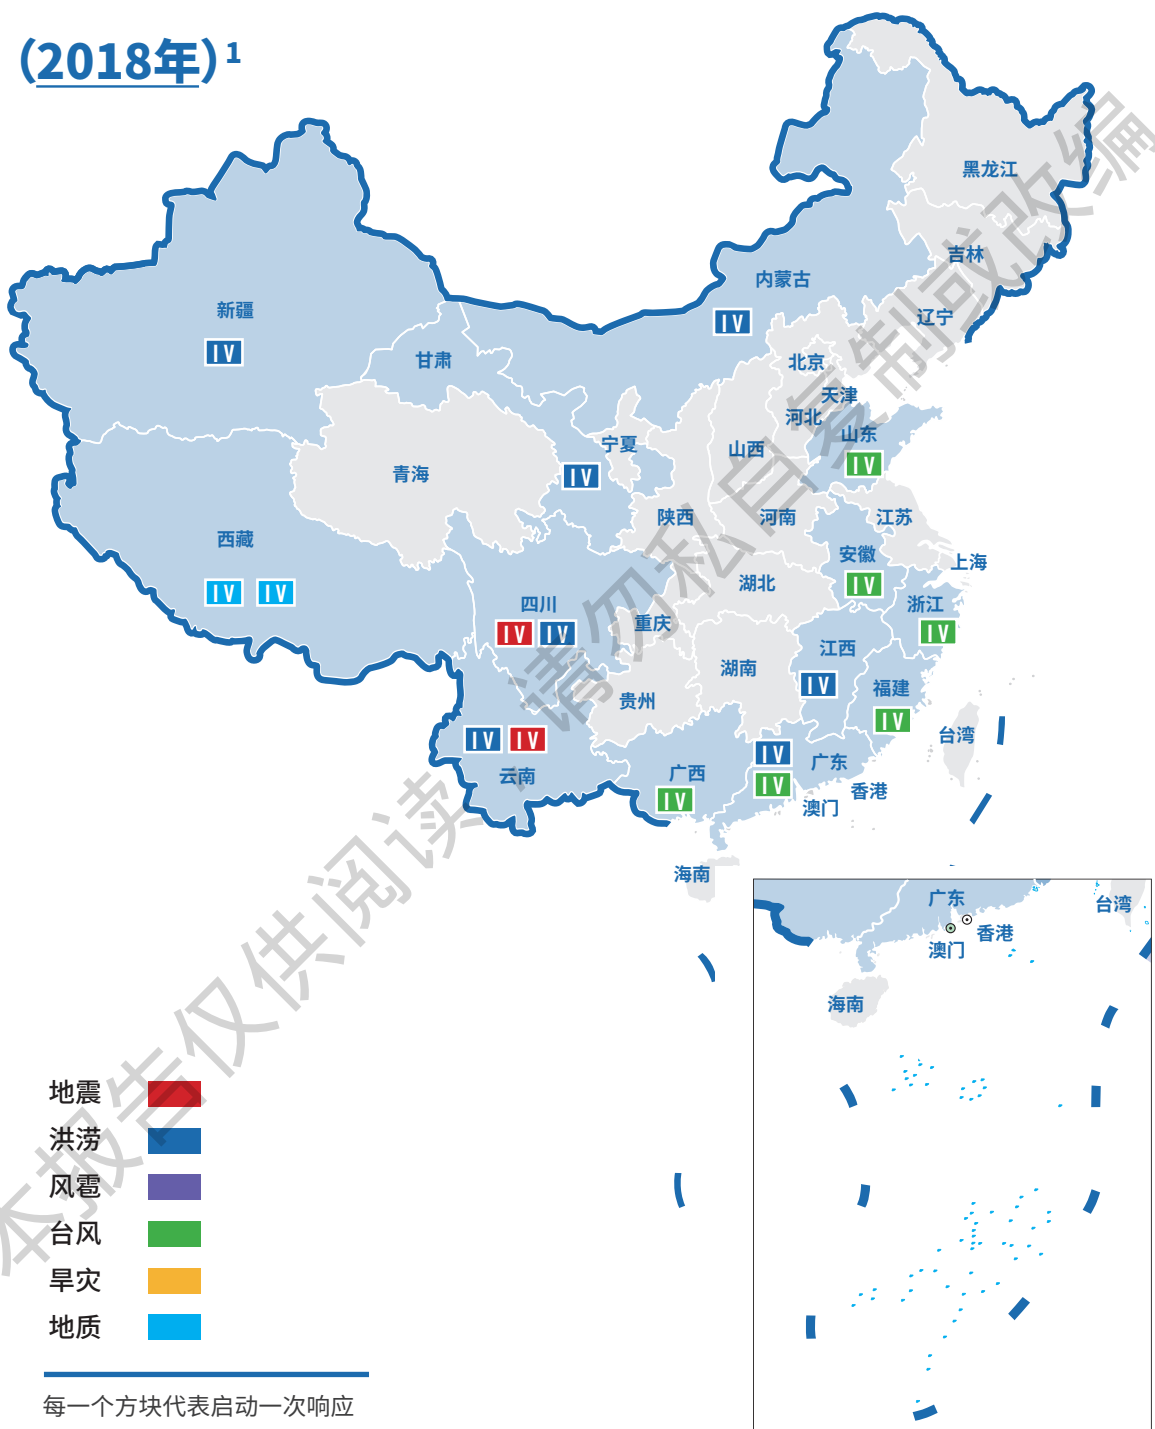 （2018年）1
黑龙江
吉林
辽宁
内蒙古
IV
新疆
IV
甘肃
北京
天津
河北
山东
IV
宁夏
山西
青海
IV
陕西
河南
江苏
西藏
IV IV
安徽
IV
上海
湖北
四川
IV IV
浙江
IV
重庆
江西
IV
湖南
贵州
福建
IV
台湾
IV IV
云南
广西
IV
IV
IV
广东
香港
澳门
海南
广东
台湾
香港
澳门
海南
地震
洪涝
风雹
台风
旱灾
地质
每一个方块代表启动一次响应
本报告仅供阅读，请勿私自复制或改编